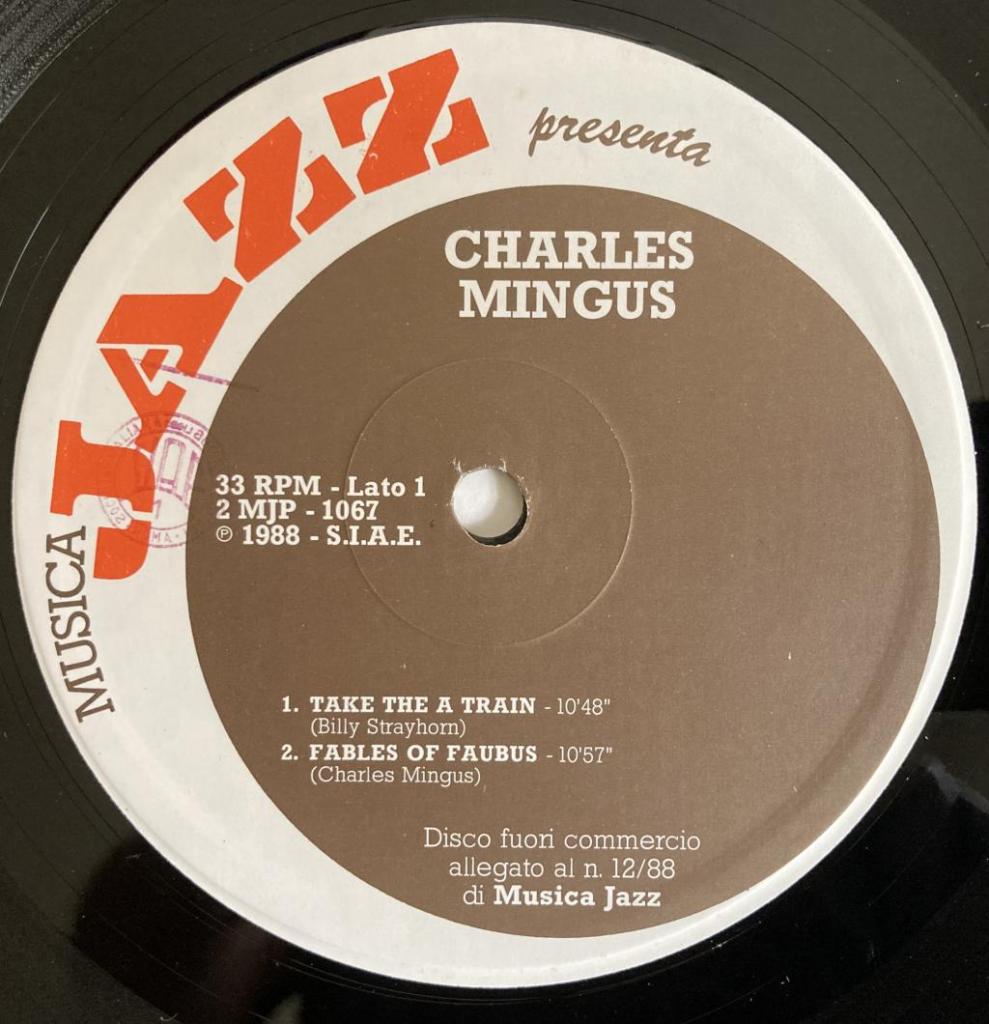 MUSICA JAZZ presenta
CHARLES
MINGUS
33 RPM - Lato 1
2 MJP - 1067
℗ 1988 - S.I.A.E.
1. TAKE THE A TRAIN - 10'48"
(Billy Strayhorn)
2. FABLES OF FAUBUS - 10'57"
(Charles Mingus)
Disco fuori commercio
allegato al n. 12/88
di Musica Jazz